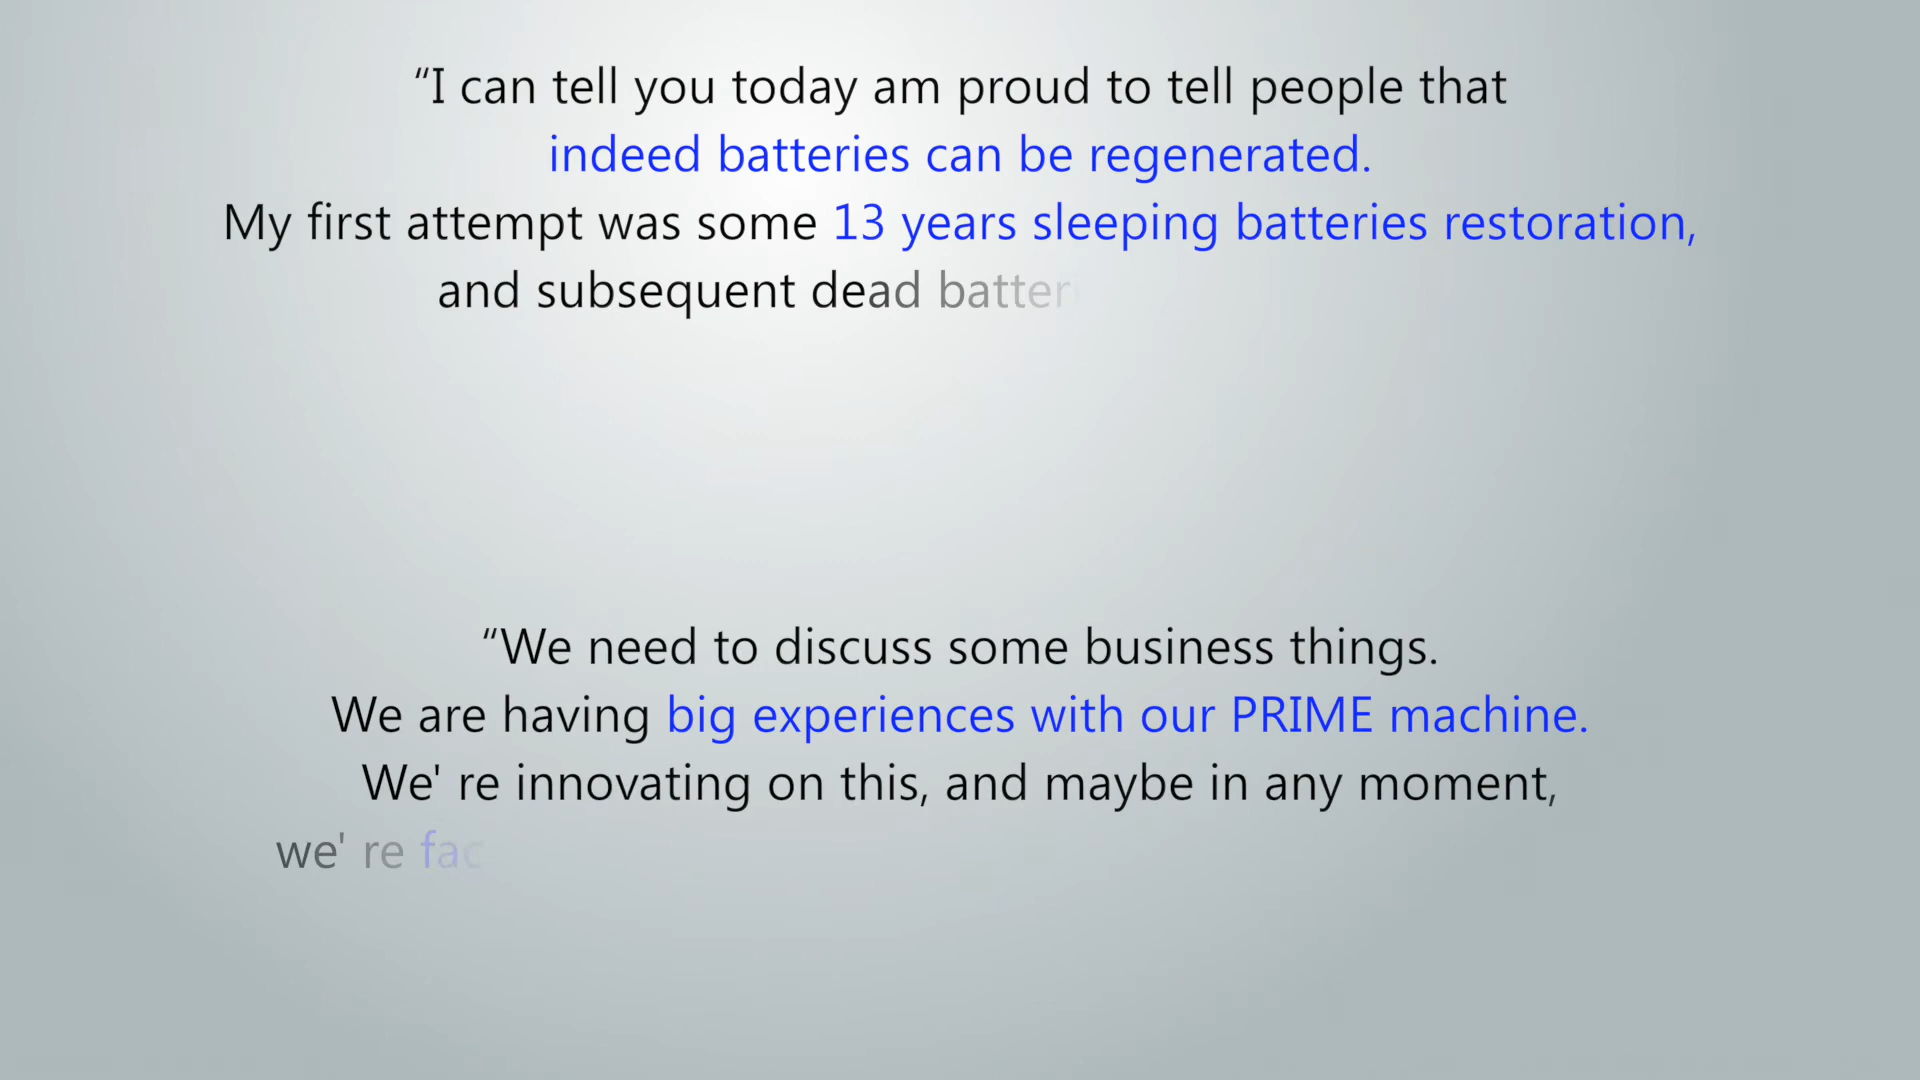 “I can tell you today am proud to tell people that
indeed batteries can be regenerated.
My first attempt was some 13 years sleeping batteries restoration,
and subsequent dead
“We need to discuss some business things.
We are having big experiences with our PRIME machine.
We' re innovating on this, and maybe in any moment,
we' re